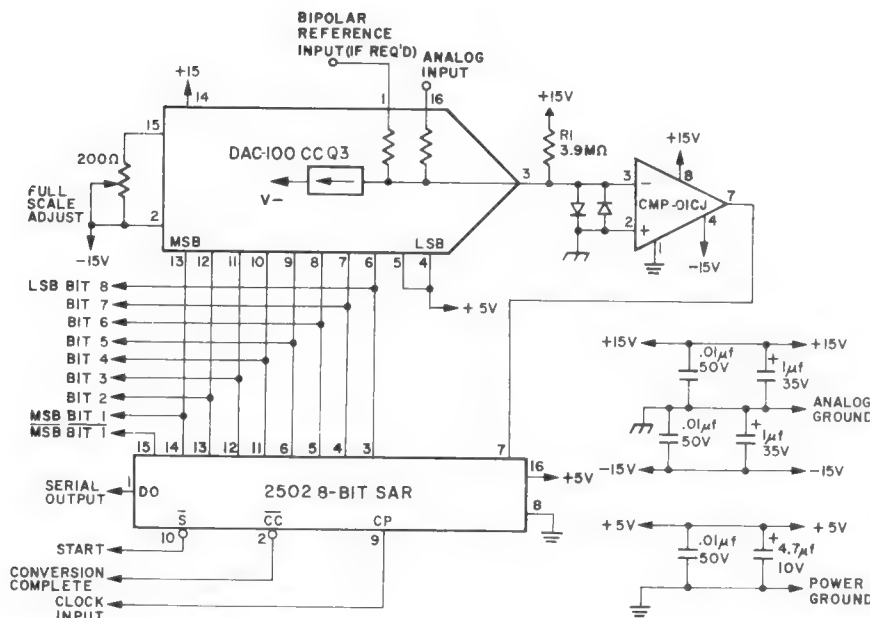 BIPOLAR
REFERENCE
INPUT(IF REQ'D)
ANALOG
INPUT
+15
14
1
16
+15V
15
DAC-100 CC Q3
R1
3.9MΩ
+15V
200Ω
3
3
8
7
FULL
SCALE
ADJUST
V-
−
CMP-01CJ
2
2
+
4
-15V
MSB
LSB
1
-15V
13
12
11
10
9
8
7
6
5
4
LSB BIT 8
+ 5V
BIT 7
BIT 6
BIT 5
BIT 4
BIT 3
BIT 2
MSB BIT 1
MSB BIT 1
+15V
+15V
.01µf
50V
+
1µf
35V
ANALOG
GROUND
.01µf
50V
+
1µf
35V
-15V
-15V
15
14
13
12
11
6
5
4
3
7
16
+5V
SERIAL
OUTPUT
1
DO
2502 8-BIT SAR
8
S
CC
CP
10
2
9
START
CONVERSION
COMPLETE
CLOCK
INPUT
+ 5V
+ 5V
.01µf
50V
+
4.7µf
10V
POWER
GROUND